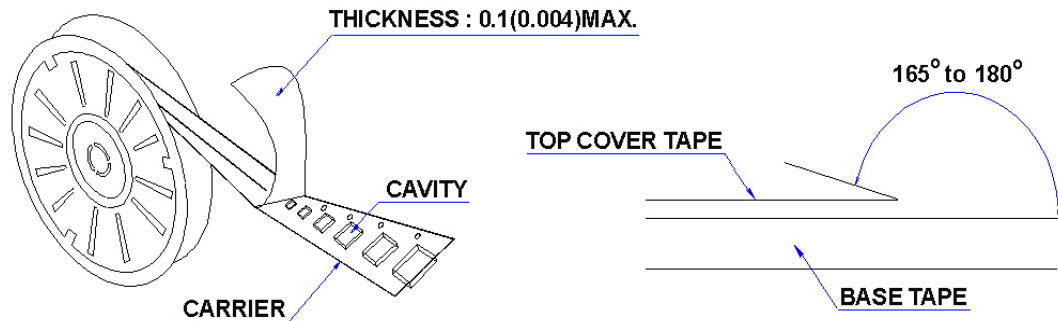 THICKNESS : 0.1(0.004)MAX.
CAVITY
CARRIER
165° to 180°
TOP COVER TAPE
BASE TAPE